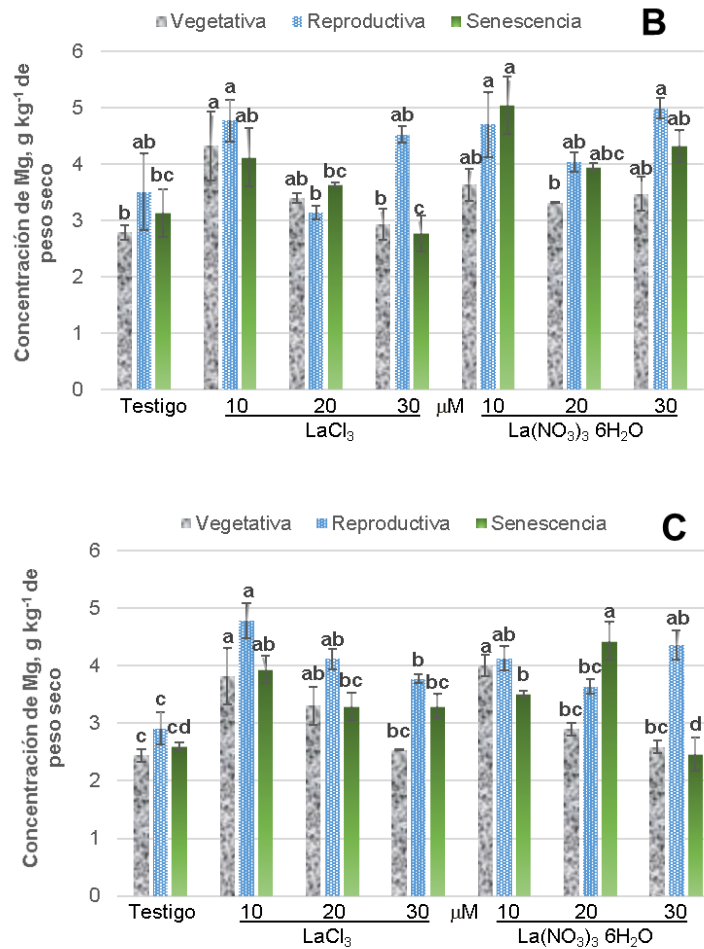 Vegetativa Reproductiva Senescencia B
Concentración de Mg, g kg⁻¹ de
peso seco
6
5
4
3
2
1
0
b ab bc
a a ab
ab b bc
b a c
ab a a
b ab abc
ab a ab
Testigo 10 20 30 μM 10 20 30
LaCl₃ La(NO₃)₃ 6H₂O
Vegetativa Reproductiva Senescencia C
Concentración de Mg, g kg⁻¹ de
peso seco
6
5
4
3
2
1
0
c c cd
a a ab
ab ab bc
bc b bc
a ab b
bc bc a
bc ab d
Testigo 10 20 30 μM 10 20 30
LaCl₃ La(NO₃)₃ 6H₂O